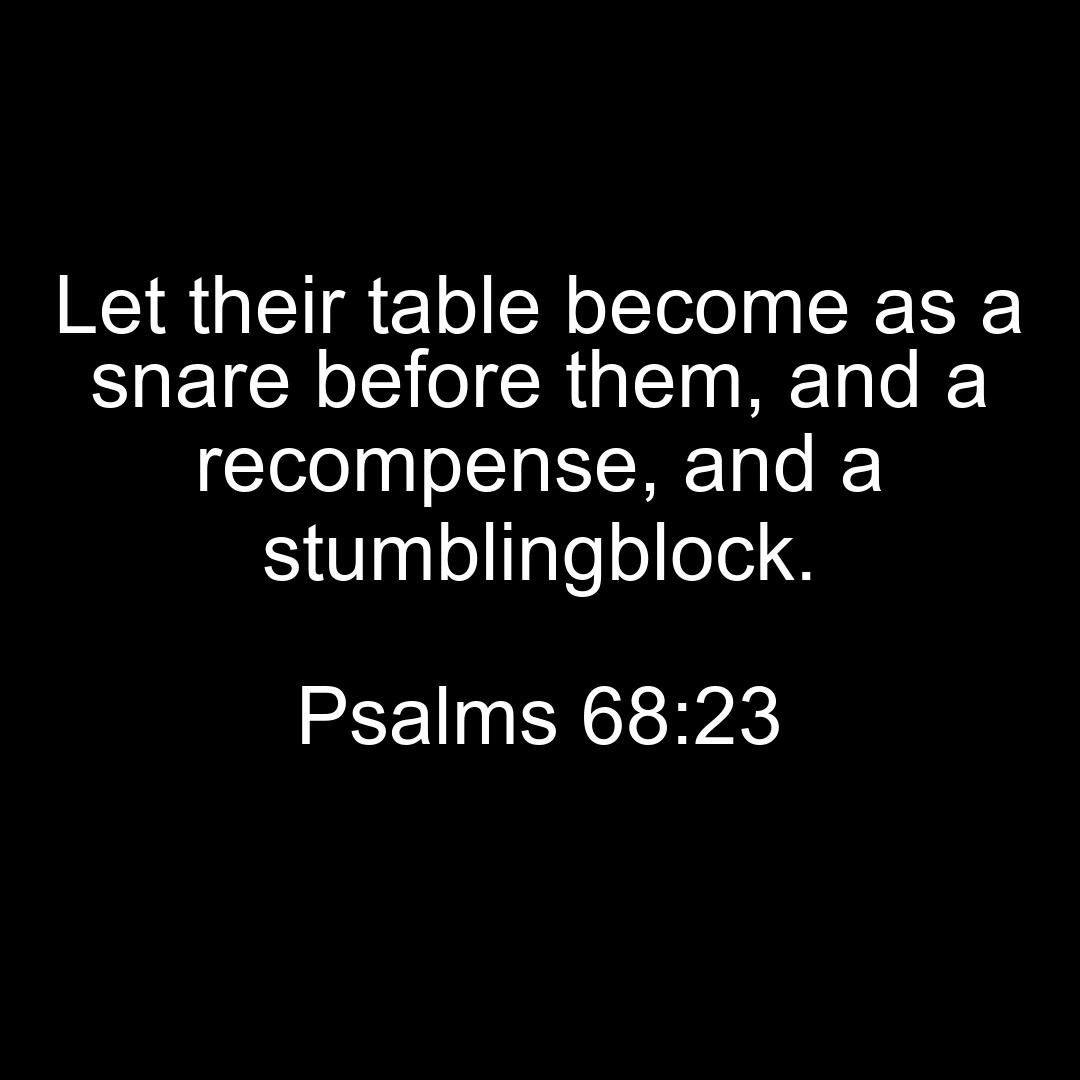 Let their table become as a
snare before them, and a
recompense, and a
stumblingblock.
Psalms 68:23